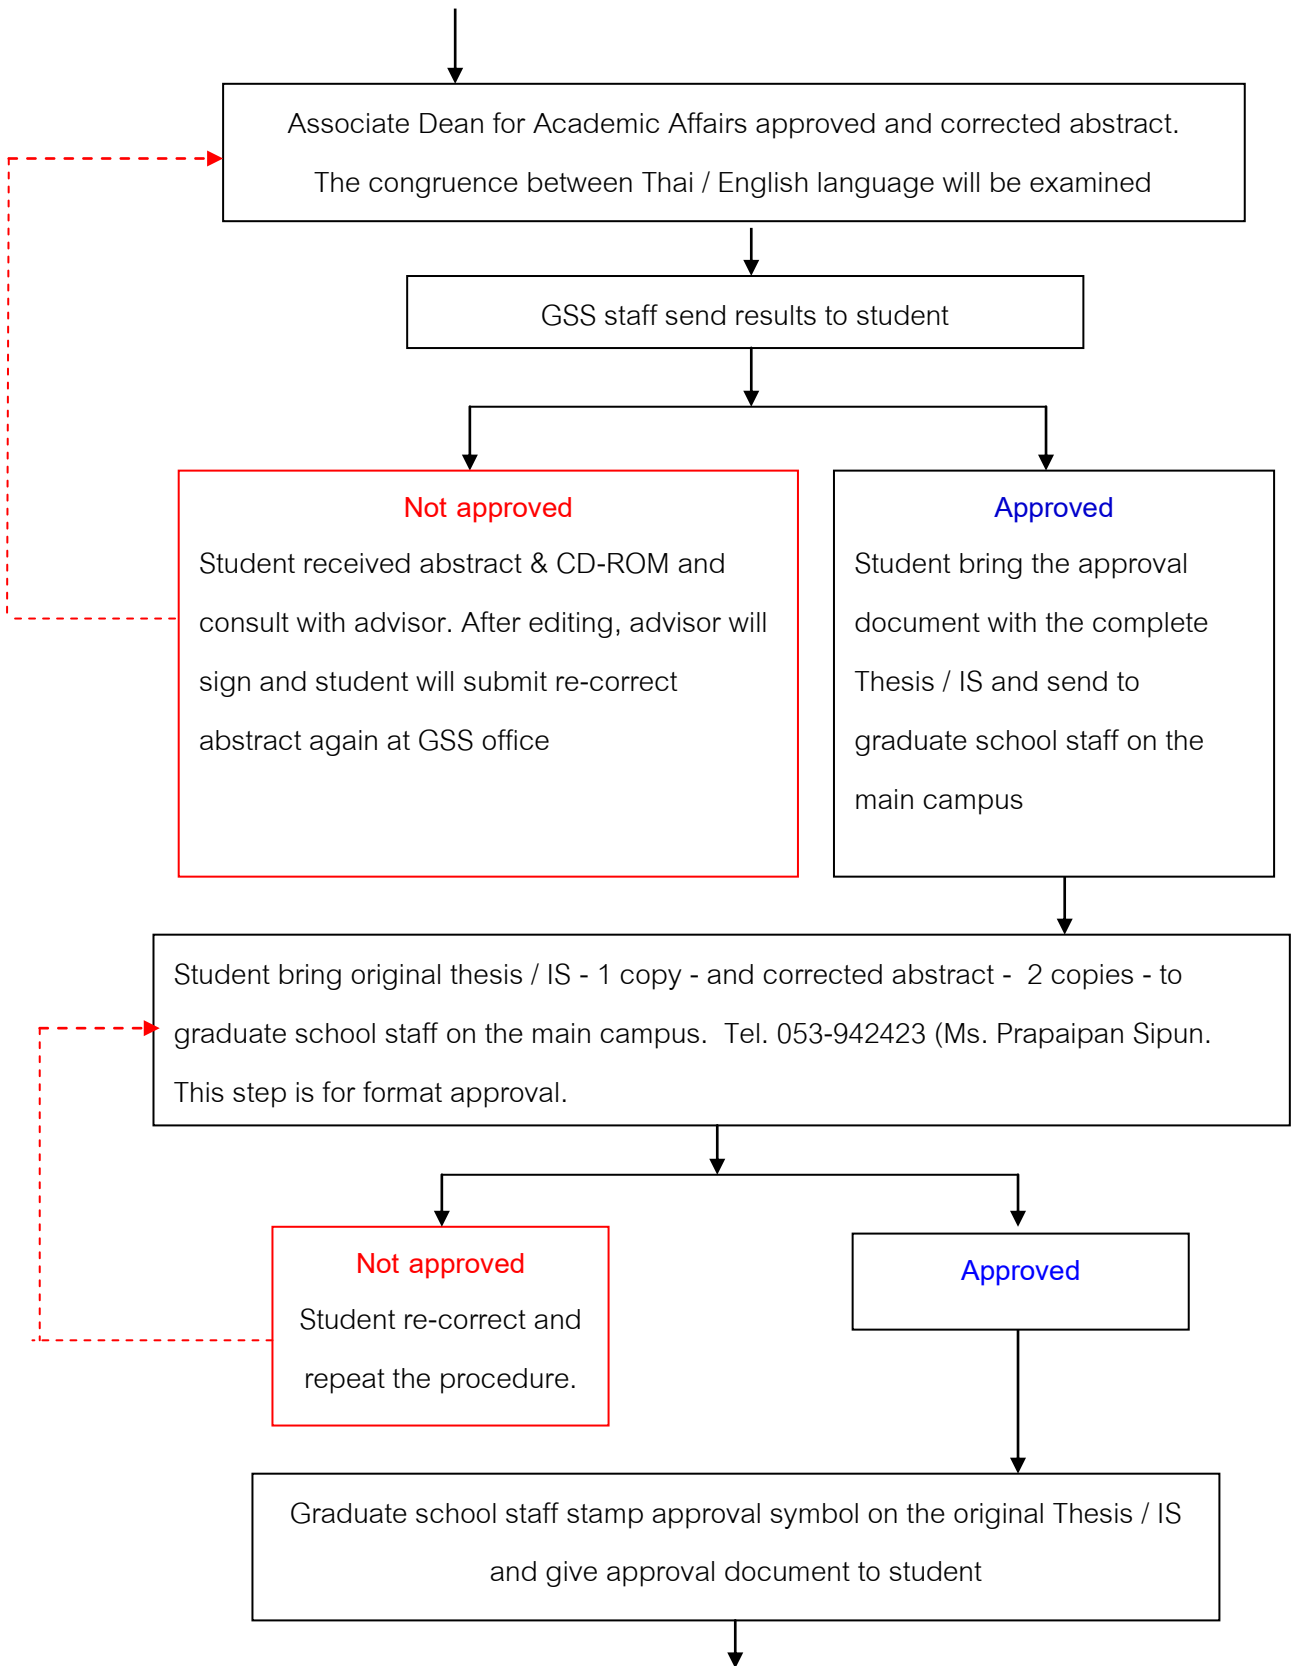 Associate Dean for Academic Affairs approved and corrected abstract.
The congruence between Thai / English language will be examined
GSS staff send results to student
Not approved
Student received abstract & CD-ROM and
consult with advisor. After editing, advisor will
sign and student will submit re-correct
abstract again at GSS office
Approved
Student bring the approval
document with the complete
Thesis / IS and send to
graduate school staff on the
main campus
Student bring original thesis / IS - 1 copy - and corrected abstract -  2 copies - to
graduate school staff on the main campus.  Tel. 053-942423 (Ms. Prapaipan Sipun.
This step is for format approval.
Not approved
Student re-correct and
repeat the procedure.
Approved
Graduate school staff stamp approval symbol on the original Thesis / IS
and give approval document to student